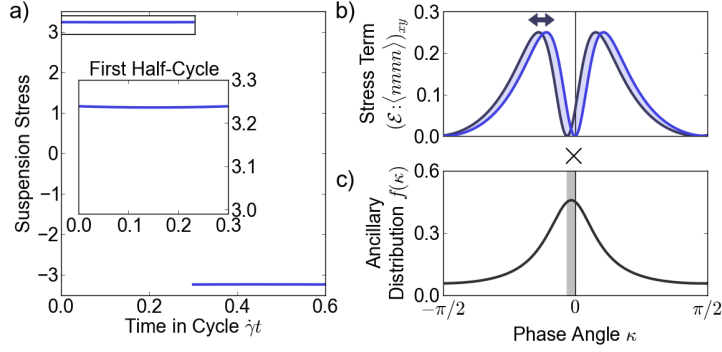 a)
Suspension Stress
3
2
1
0
−1
−2
−3
First Half-Cycle
3.3
3.2
3.1
3.0
0.0 0.1 0.2 0.3
0.0 0.2 0.4 0.6
Time in Cycle γ̇t
b)
Stress Term
(ℰ:⟨nnnn⟩)xy
0.3
0.2
0.1
0.0
×
c)
Ancillary
Distribution f(κ)
0.6
0.3
0.0
−π/2 0 π/2
Phase Angle κ